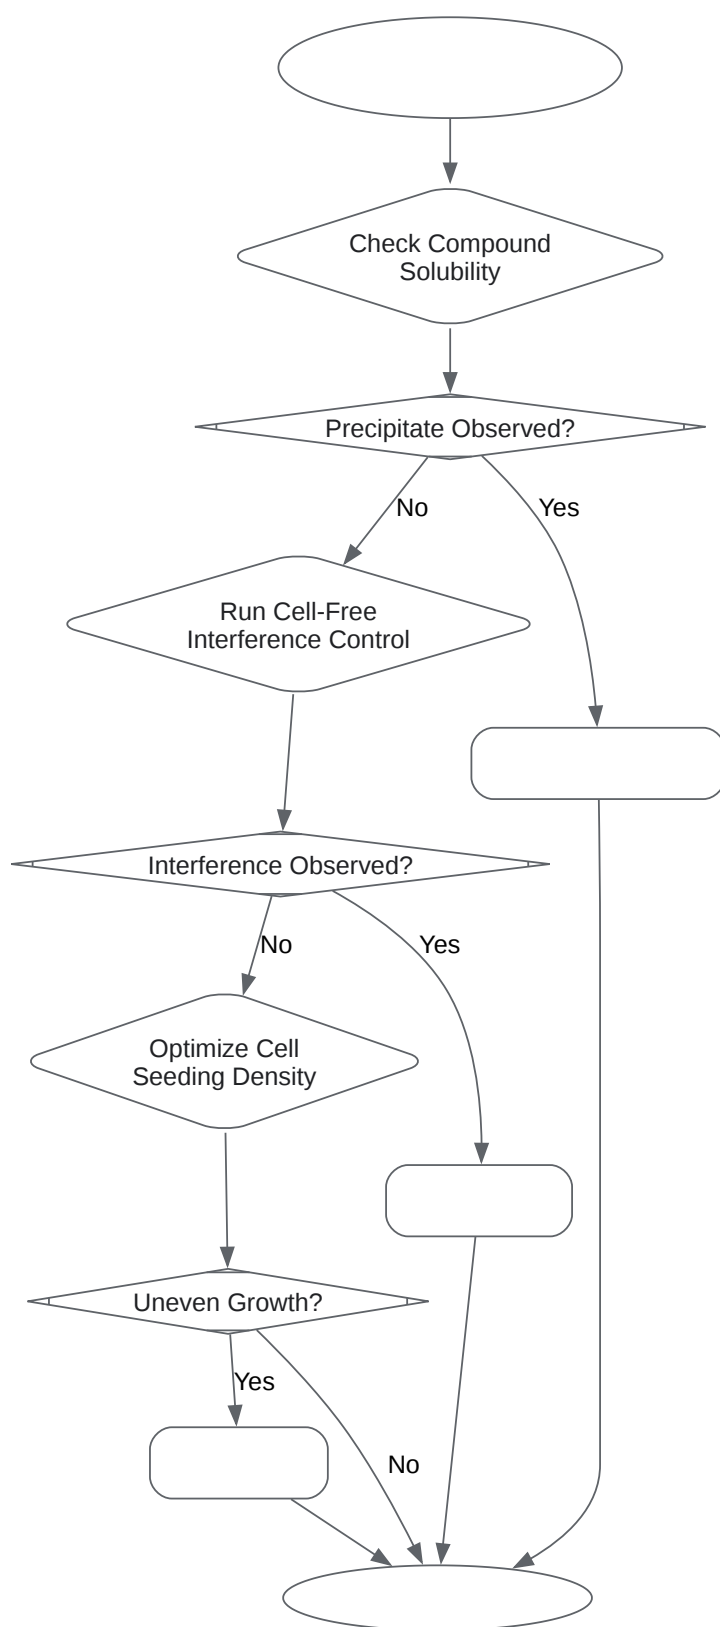 Check Compound
Solubility
Precipitate Observed?
No
Yes
Run Cell-Free
Interference Control
Interference Observed?
No
Yes
Optimize Cell
Seeding Density
Uneven Growth?
Yes
No